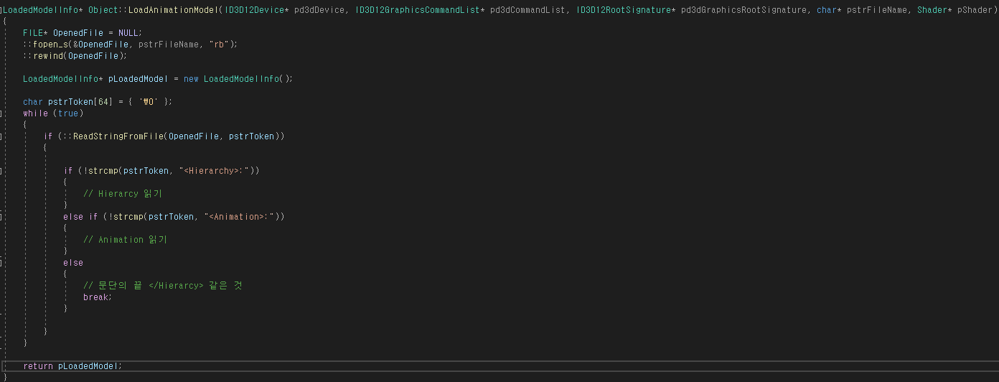 LoadedModelInfo* Object::LoadAnimationModel(ID3D12Device* pd3dDevice, ID3D12GraphicsCommandList* pd3dCommandList, ID3D12RootSignature* pd3dGraphicsRootSignature, char* pstrFileName, Shader* pShader)
{
    FILE* OpenedFile = NULL;
    ::fopen_s(&OpenedFile, pstrFileName, "rb");
    ::rewind(OpenedFile);

    LoadedModelInfo* pLoadedModel = new LoadedModelInfo();

    char pstrToken[64] = { '₩0' };
    while (true)
    {
        if (::ReadStringFromFile(OpenedFile, pstrToken))
        {

            if (!strcmp(pstrToken, "<Hierarchy>:"))
            {
                // Hierarcy 읽기
            }
            else if (!strcmp(pstrToken, "<Animation>:"))
            {
                // Animation 읽기
            }
            else
            {
                // 문단의 끝 </Hierarcy> 같은 것
                break;
            }

        }
    }

    return pLoadedModel;
}